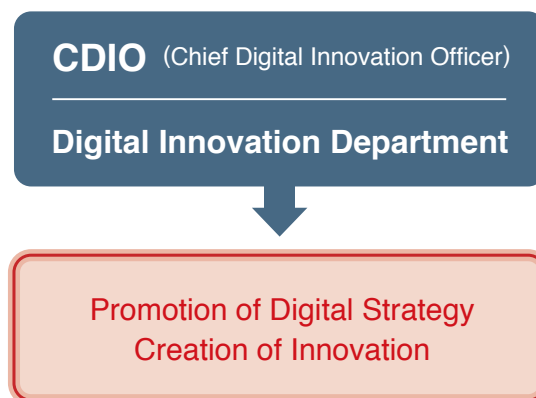 CDIO (Chief Digital Innovation Officer)
Digital Innovation Department
Promotion of Digital Strategy
Creation of Innovation